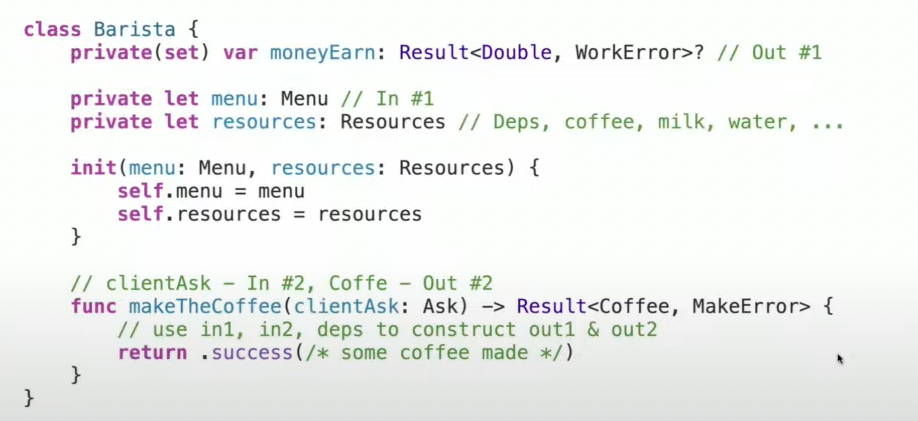 class Barista {
    private(set) var moneyEarn: Result<Double, WorkError>? // Out #1
    private let menu: Menu // In #1
    private let resources: Resources // Deps, coffee, milk, water, ...
    init(menu: Menu, resources: Resources) {
        self.menu = menu
        self.resources = resources
    }
    // clientAsk – In #2, Coffe – Out #2
    func makeTheCoffee(clientAsk: Ask) -> Result<Coffee, MakeError> {
        // use in1, in2, deps to construct out1 & out2
        return .success(/* some coffee made */)
    }
}